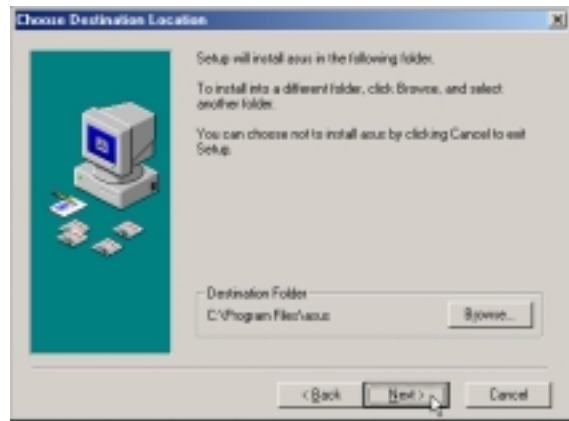 Choose Destination Location
Setup will install asus in the following folder.
To install into a different folder, click Browse, and select
another folder.
You can choose not to install asus by clicking Cancel to exit
Setup.
Destination Folder
C:\Program Files\asus
Browse...
< Back
Next >
Cancel